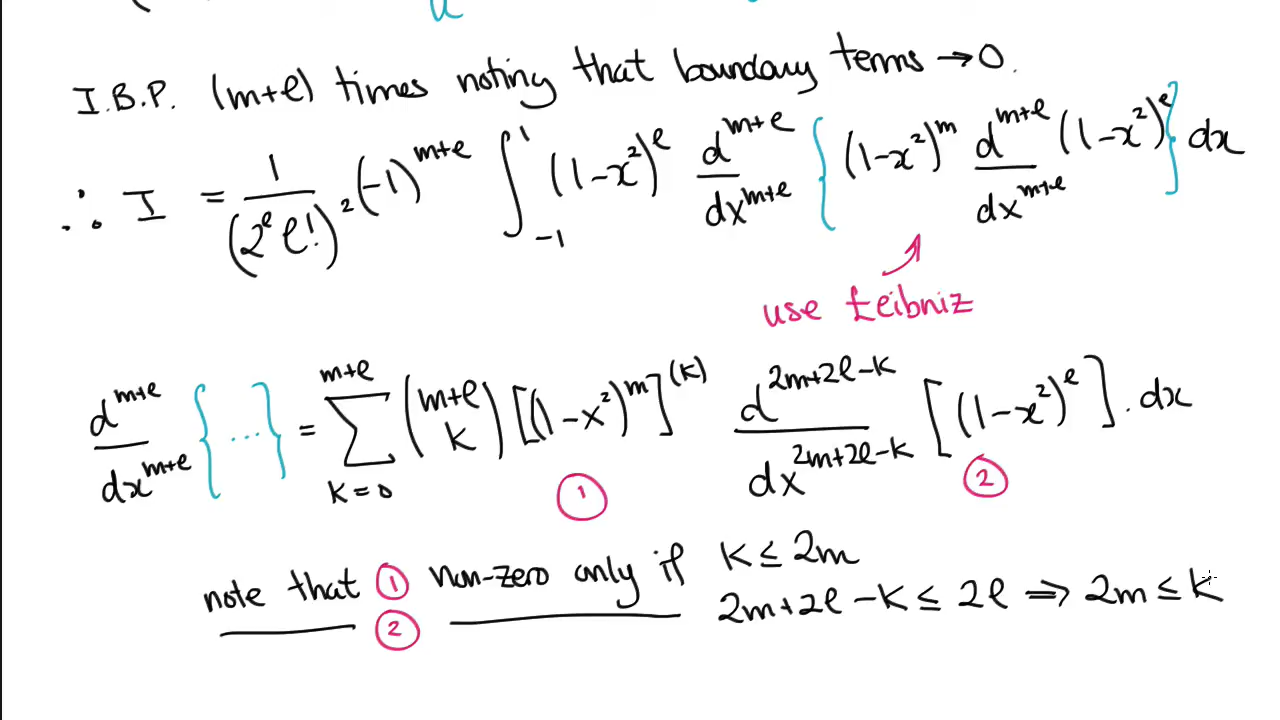 I.B.P. (m+ℓ) times noting that boundary terms → 0.
∴ I = 1/(2^ℓ ℓ!)^2 (-1)^{m+ℓ} ∫_{-1}^{1} (1-x^2)^ℓ d^{m+ℓ}/dx^{m+ℓ} { (1-x^2)^m d^{m+ℓ}/dx^{m+ℓ} (1-x^2)^ℓ } dx
use Leibniz
d^{m+ℓ}/dx^{m+ℓ} { ... } = ∑_{k=0}^{m+ℓ} (m+ℓ k) [(1-x^2)^m]^{(k)} d^{2m+2ℓ-k}/dx^{2m+2ℓ-k} [(1-x^2)^ℓ] . dx
① ②
note that ① non-zero only if k ≤ 2m
② 2m+2ℓ-k ≤ 2ℓ ⇒ 2m ≤ k